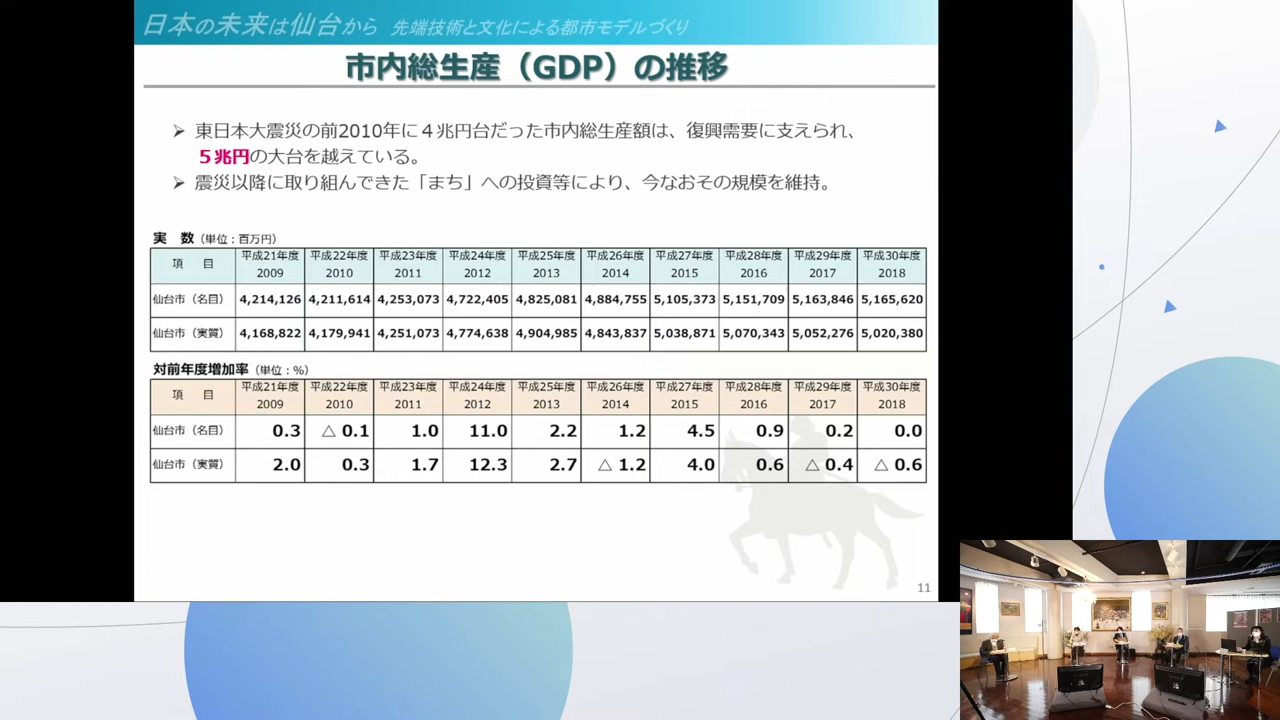 日本の未来は仙台から 先端技術と文化による都市モデルづくり
市内総生産（GDP）の推移
➢ 東日本大震災の前2010年に４兆円台だった市内総生産額は、復興需要に支えられ、
５兆円の大台を越えている。
➢ 震災以降に取り組んできた「まち」への投資等により、今なおその規模を維持。
実 数（単位：百万円）
項 目 平成21年度 平成22年度 平成23年度 平成24年度 平成25年度 平成26年度 平成27年度 平成28年度 平成29年度 平成30年度
2009 2010 2011 2012 2013 2014 2015 2016 2017 2018
仙台市（名目） 4,214,126 4,211,614 4,253,073 4,722,405 4,825,081 4,884,755 5,105,373 5,151,709 5,163,846 5,165,620
仙台市（実質） 4,168,822 4,179,941 4,251,073 4,774,638 4,904,985 4,843,837 5,038,871 5,070,343 5,052,276 5,020,380
対前年度増加率（単位：%）
項 目 平成21年度 平成22年度 平成23年度 平成24年度 平成25年度 平成26年度 平成27年度 平成28年度 平成29年度 平成30年度
2009 2010 2011 2012 2013 2014 2015 2016 2017 2018
仙台市（名目） 0.3 △ 0.1 1.0 11.0 2.2 1.2 4.5 0.9 0.2 0.0
仙台市（実質） 2.0 0.3 1.7 12.3 2.7 △ 1.2 4.0 0.6 △ 0.4 △ 0.6
11